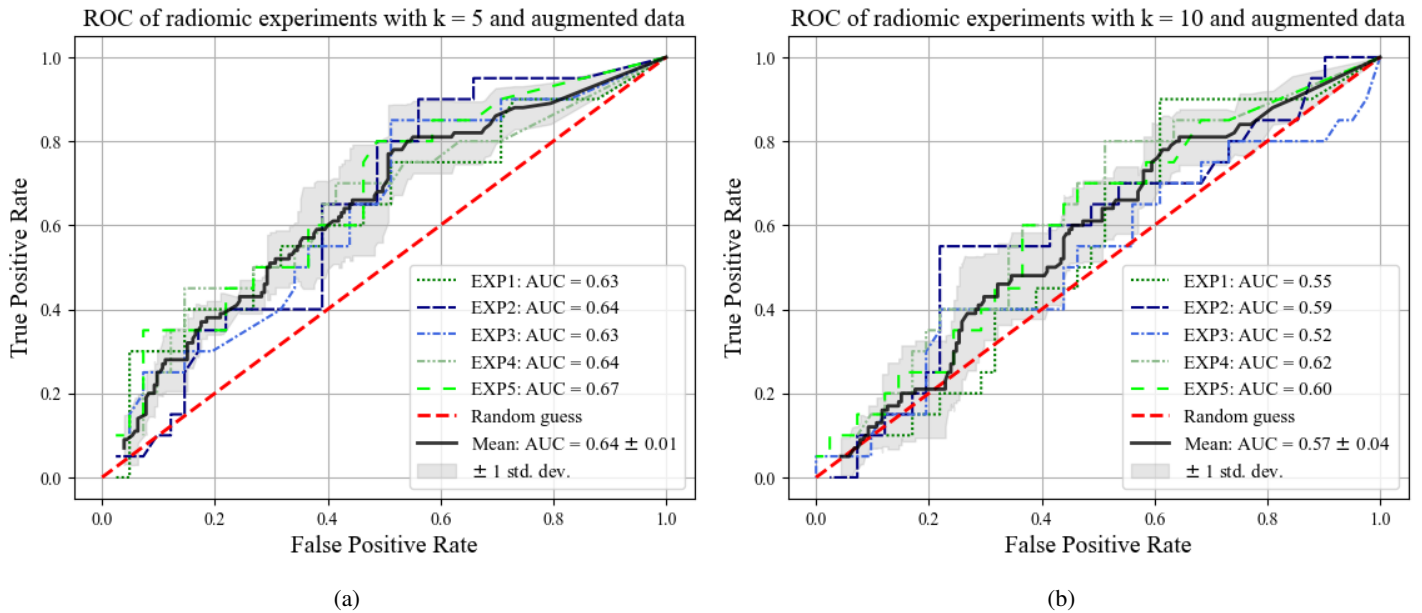 ROC of radiomic experiments with k = 5 and augmented data
True Positive Rate
1.0
0.8
0.6
0.4
0.2
0.0
EXP1: AUC = 0.63
EXP2: AUC = 0.64
EXP3: AUC = 0.63
EXP4: AUC = 0.64
EXP5: AUC = 0.67
Random guess
Mean: AUC = 0.64 ± 0.01
± 1 std. dev.
0.0 0.2 0.4 0.6 0.8 1.0
False Positive Rate
(a)
ROC of radiomic experiments with k = 10 and augmented data
True Positive Rate
1.0
0.8
0.6
0.4
0.2
0.0
EXP1: AUC = 0.55
EXP2: AUC = 0.59
EXP3: AUC = 0.52
EXP4: AUC = 0.62
EXP5: AUC = 0.60
Random guess
Mean: AUC = 0.57 ± 0.04
± 1 std. dev.
0.0 0.2 0.4 0.6 0.8 1.0
False Positive Rate
(b)